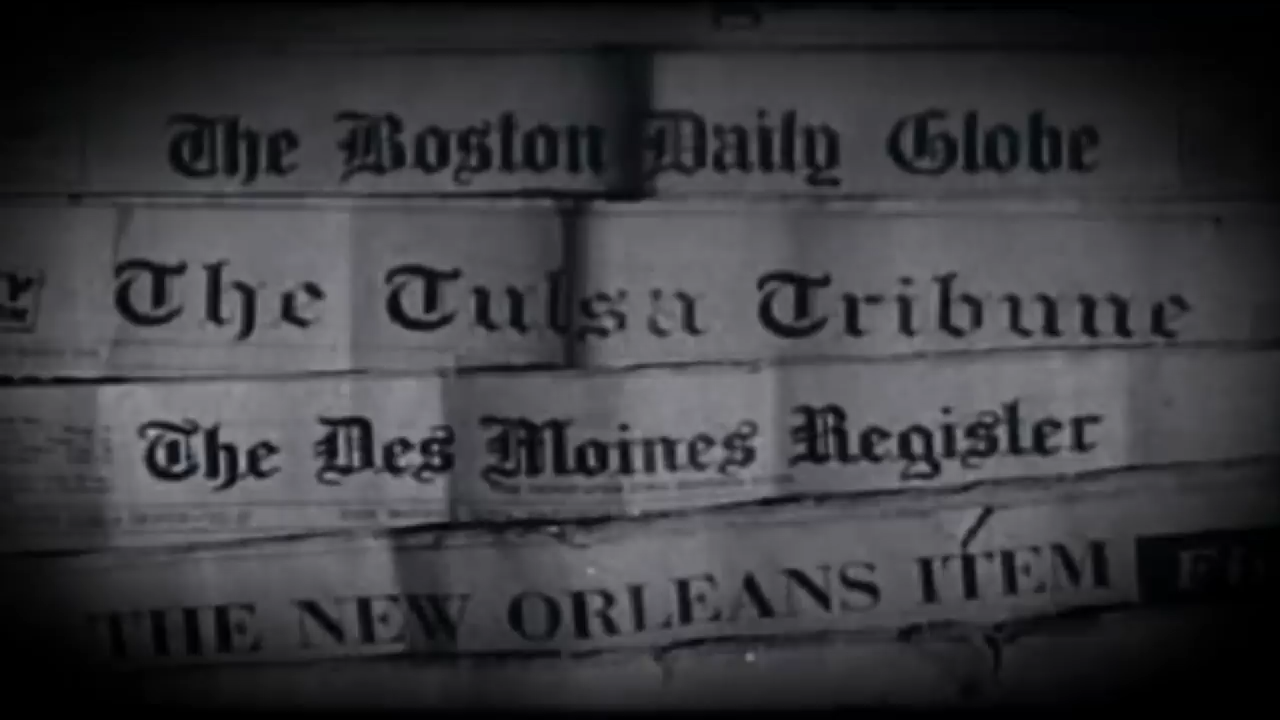 The Boston Daily Globe
The Tulsa Tribune
The Des Moines Register
THE NEW ORLEANS ITEM